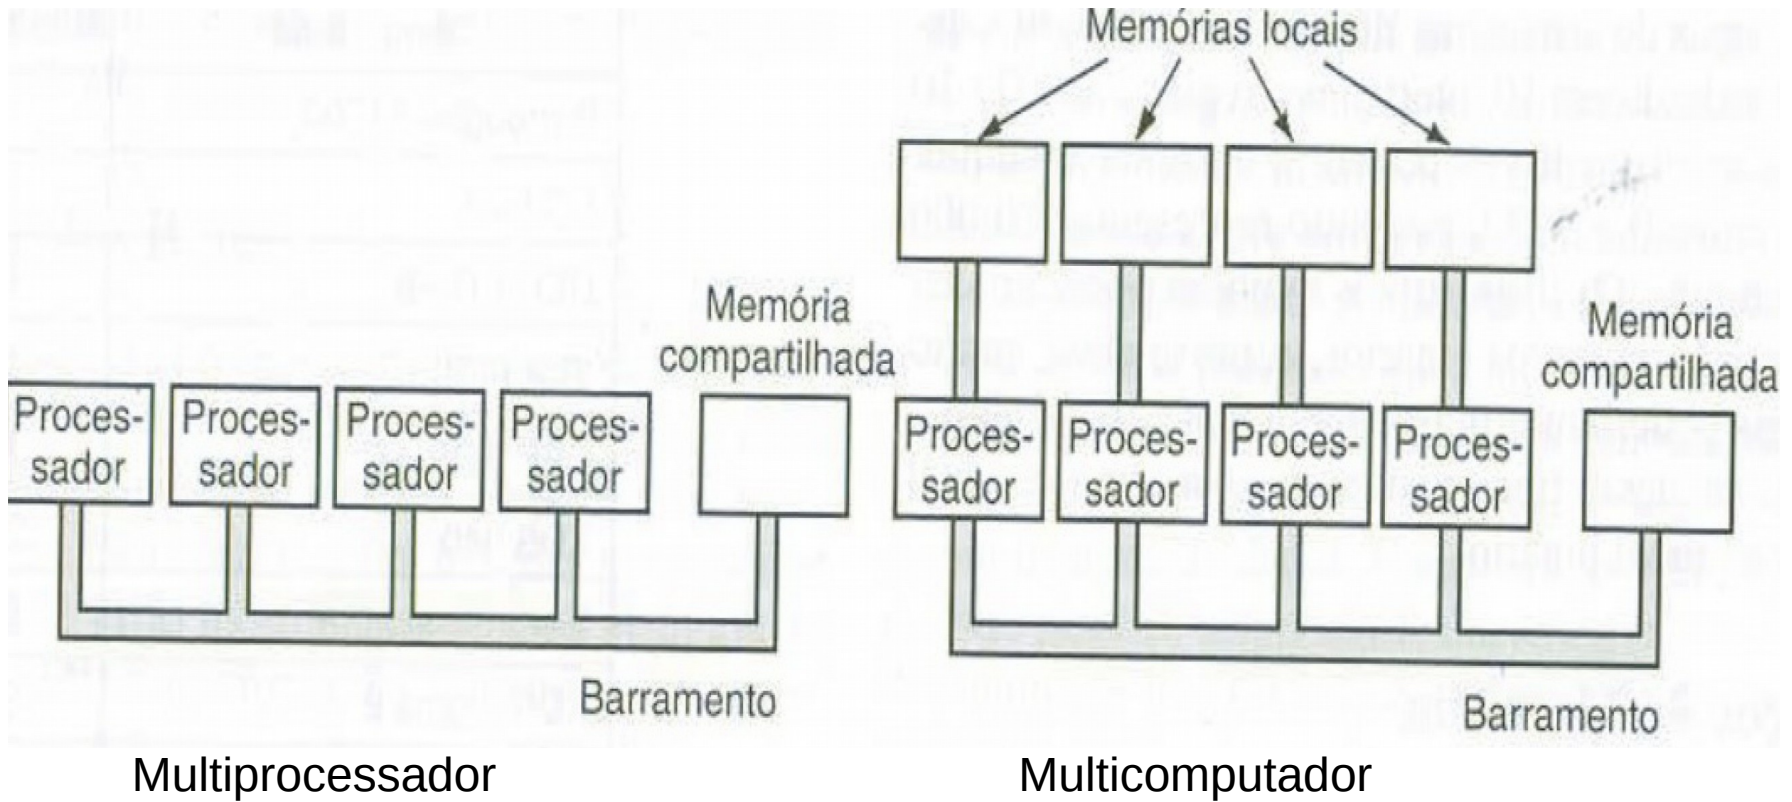 Memórias locais
Memória
compartilhada
Proces-
sador
Proces-
sador
Proces-
sador
Proces-
sador
Barramento
Memória
compartilhada
Proces-
sador
Proces-
sador
Proces-
sador
Proces-
sador
Barramento
Multiprocessador
Multicomputador